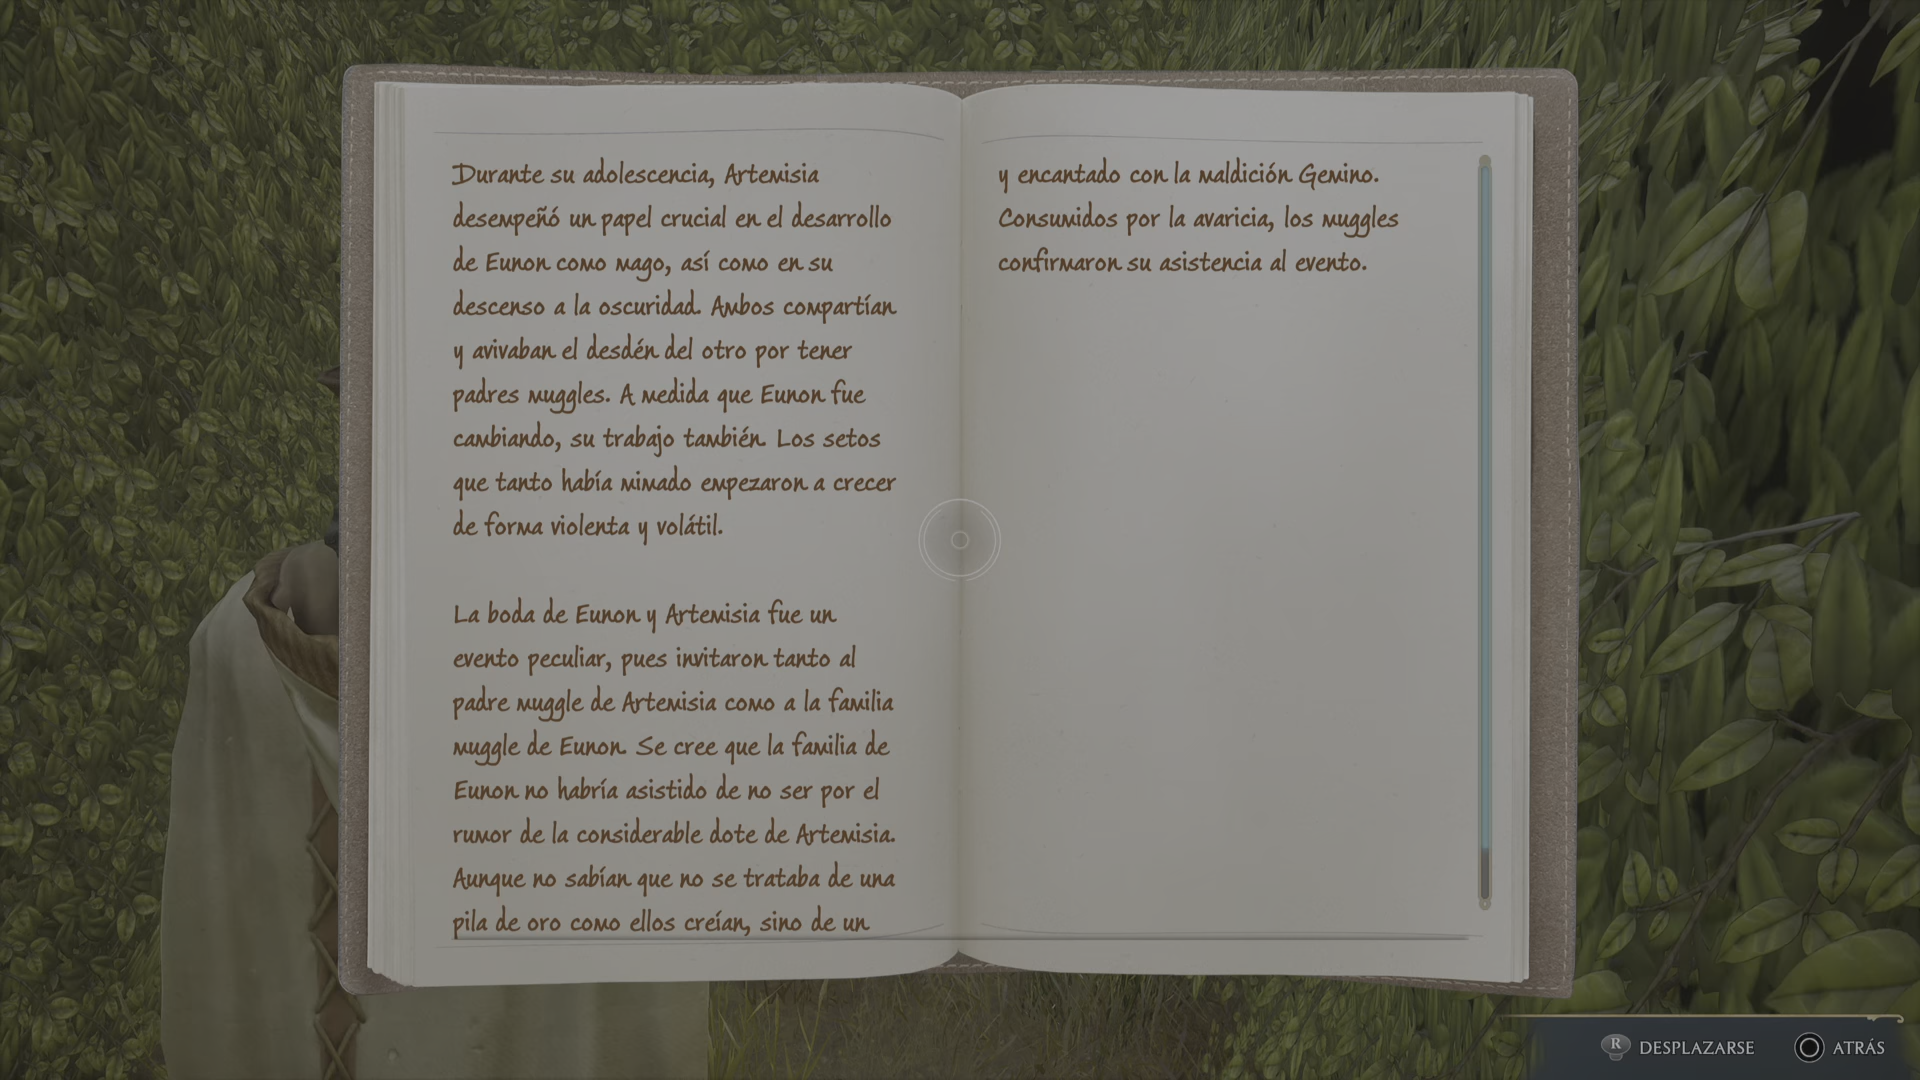 Durante su adolescencia, Artemisia
desempeñó un papel crucial en el desarrollo
de Eunon como mago, así como en su
descenso a la oscuridad. Ambos compartían
y avivaban el desdén del otro por tener
padres muggles. A medida que Eunon fue
cambiando, su trabajo también. Los setos
que tanto había mimado empezaron a crecer
de forma violenta y volátil.
La boda de Eunon y Artemisia fue un
evento peculiar, pues invitaron tanto al
padre muggle de Artemisia como a la familia
muggle de Eunon. Se cree que la familia de
Eunon no habría asistido de no ser por el
rumor de la considerable dote de Artemisia.
Aunque no sabían que no se trataba de una
pila de oro como ellos creían, sino de un
y encantado con la maldición Gemino.
Consumidos por la avaricia, los muggles
confirmaron su asistencia al evento.
R DESPLAZARSE ATRÁS